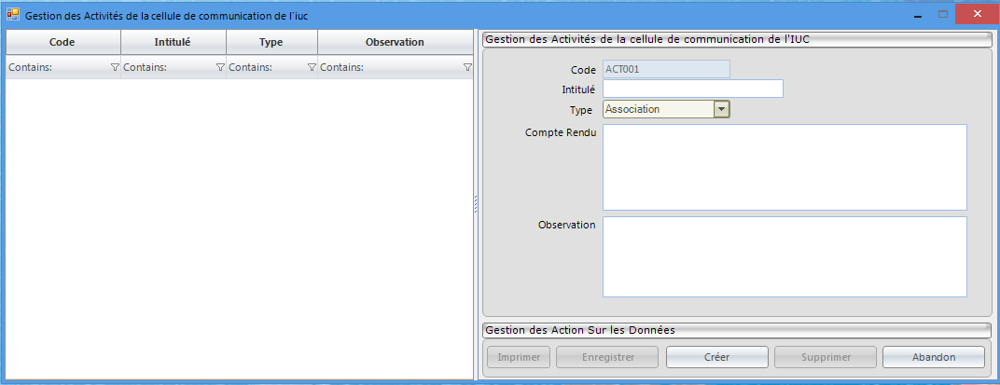 Gestion des Activités de la cellule de communication de l'iuc
Code Intitulé Type Observation
Contains: Contains: Contains: Contains:
Gestion des Activités de la cellule de communication de l'IUC
Code ACT001
Intitulé
Type Association
Compte Rendu
Observation
Gestion des Action Sur les Données
Imprimer Enregistrer Créer Supprimer Abandon